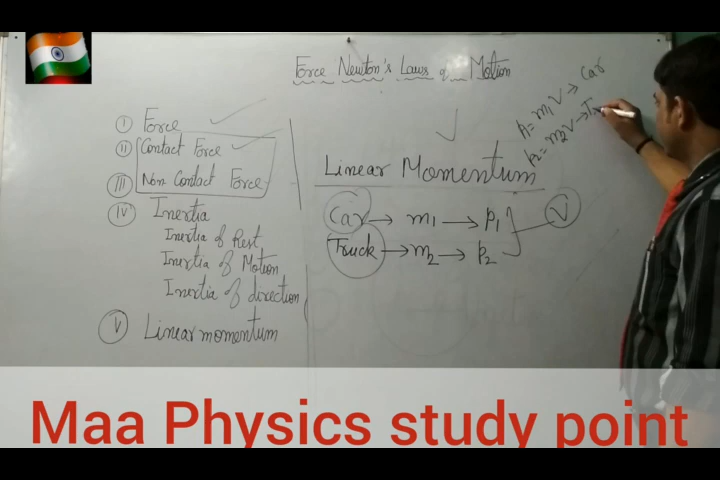 Force Newton's Laws of Motion
I Force
II Contact Force
III Non Contact Force
IV Inertia
Inertia of Rest
Inertia of Motion
Inertia of direction
V Linear momentum
Linear Momentum
Car → m1 → p1
Truck → m2 → p2
V
P1 = m1V → Car
P2 = m2V → Tr
Maa Physics study point